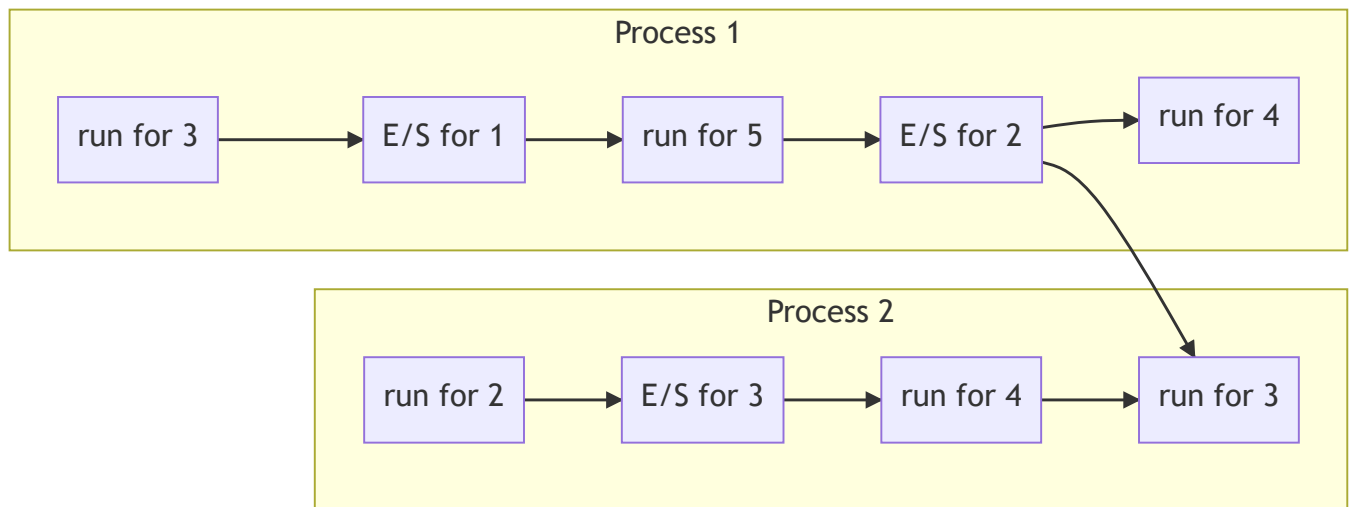 Process 1
run for 3
E/S for 1
run for 5
E/S for 2
run for 4
Process 2
run for 2
E/S for 3
run for 4
run for 3